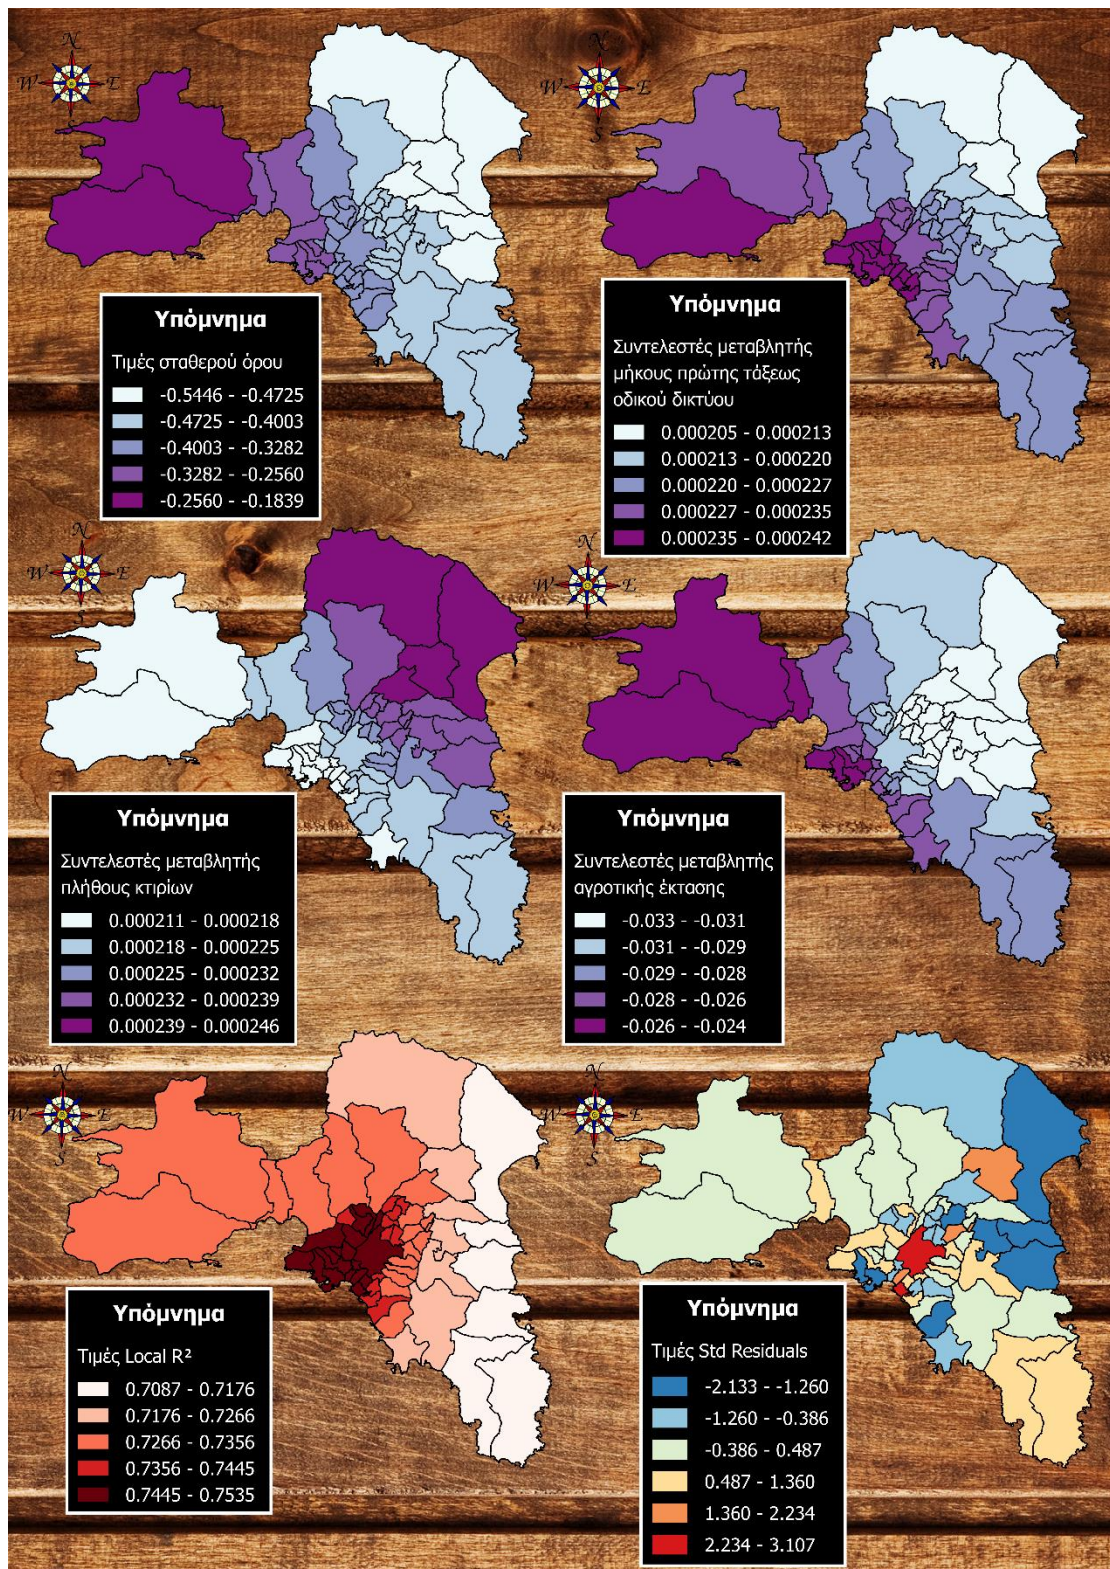 N
W E
S
N
W E
S
Υπόμνημα
Τιμές σταθερού όρου
-0.5446 - -0.4725
-0.4725 - -0.4003
-0.4003 - -0.3282
-0.3282 - -0.2560
-0.2560 - -0.1839
Υπόμνημα
Συντελεστές μεταβλητής
μήκους πρώτης τάξεως
οδικού δικτύου
0.000205 - 0.000213
0.000213 - 0.000220
0.000220 - 0.000227
0.000227 - 0.000235
0.000235 - 0.000242
N
W E
S
N
W E
S
Υπόμνημα
Συντελεστές μεταβλητής
πλήθους κτιρίων
0.000211 - 0.000218
0.000218 - 0.000225
0.000225 - 0.000232
0.000232 - 0.000239
0.000239 - 0.000246
Υπόμνημα
Συντελεστές μεταβλητής
αγροτικής έκτασης
-0.033 - -0.031
-0.031 - -0.029
-0.029 - -0.028
-0.028 - -0.026
-0.026 - -0.024
N
W E
S
N
W E
S
Υπόμνημα
Τιμές Local R²
0.7087 - 0.7176
0.7176 - 0.7266
0.7266 - 0.7356
0.7356 - 0.7445
0.7445 - 0.7535
Υπόμνημα
Τιμές Std Residuals
-2.133 - -1.260
-1.260 - -0.386
-0.386 - 0.487
0.487 - 1.360
1.360 - 2.234
2.234 - 3.107